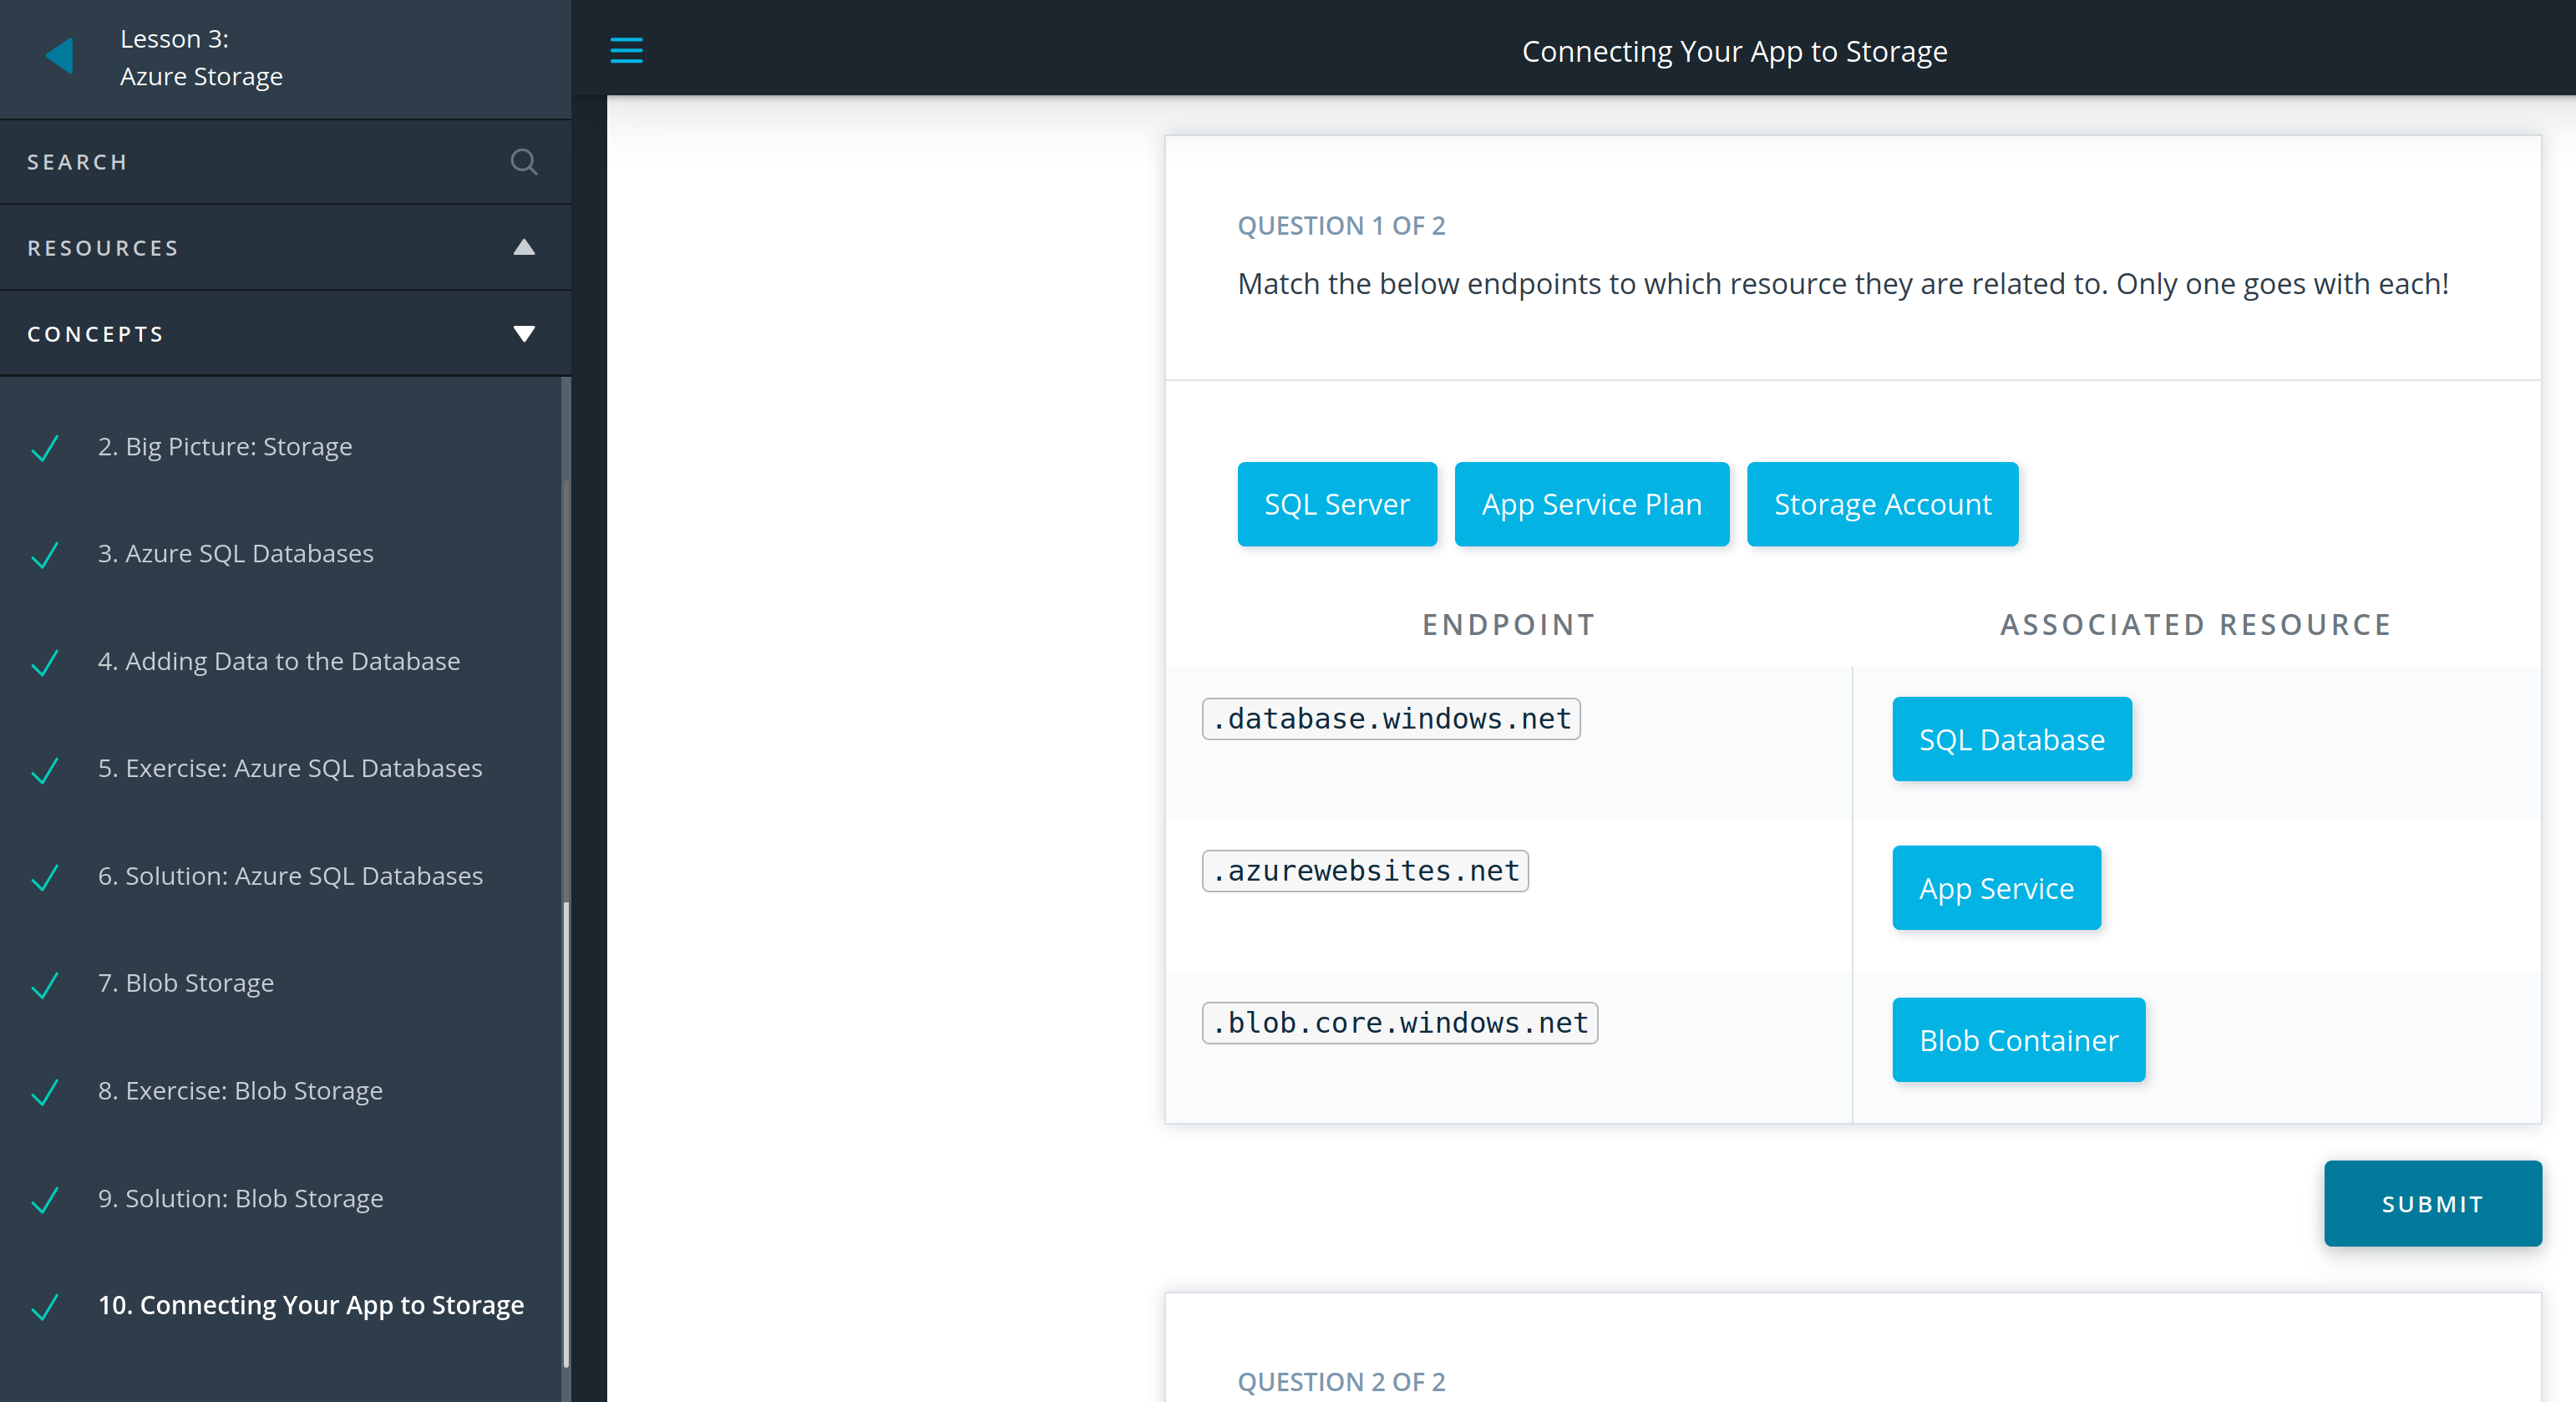 Lesson 3:
Azure Storage
SEARCH
RESOURCES
CONCEPTS
2. Big Picture: Storage
3. Azure SQL Databases
4. Adding Data to the Database
5. Exercise: Azure SQL Databases
6. Solution: Azure SQL Databases
7. Blob Storage
8. Exercise: Blob Storage
9. Solution: Blob Storage
10. Connecting Your App to Storage
Connecting Your App to Storage
QUESTION 1 OF 2
Match the below endpoints to which resource they are related to. Only one goes with each!
SQL Server App Service Plan Storage Account
ENDPOINT ASSOCIATED RESOURCE
.database.windows.net SQL Database
.azurewebsites.net App Service
.blob.core.windows.net Blob Container
SUBMIT
QUESTION 2 OF 2